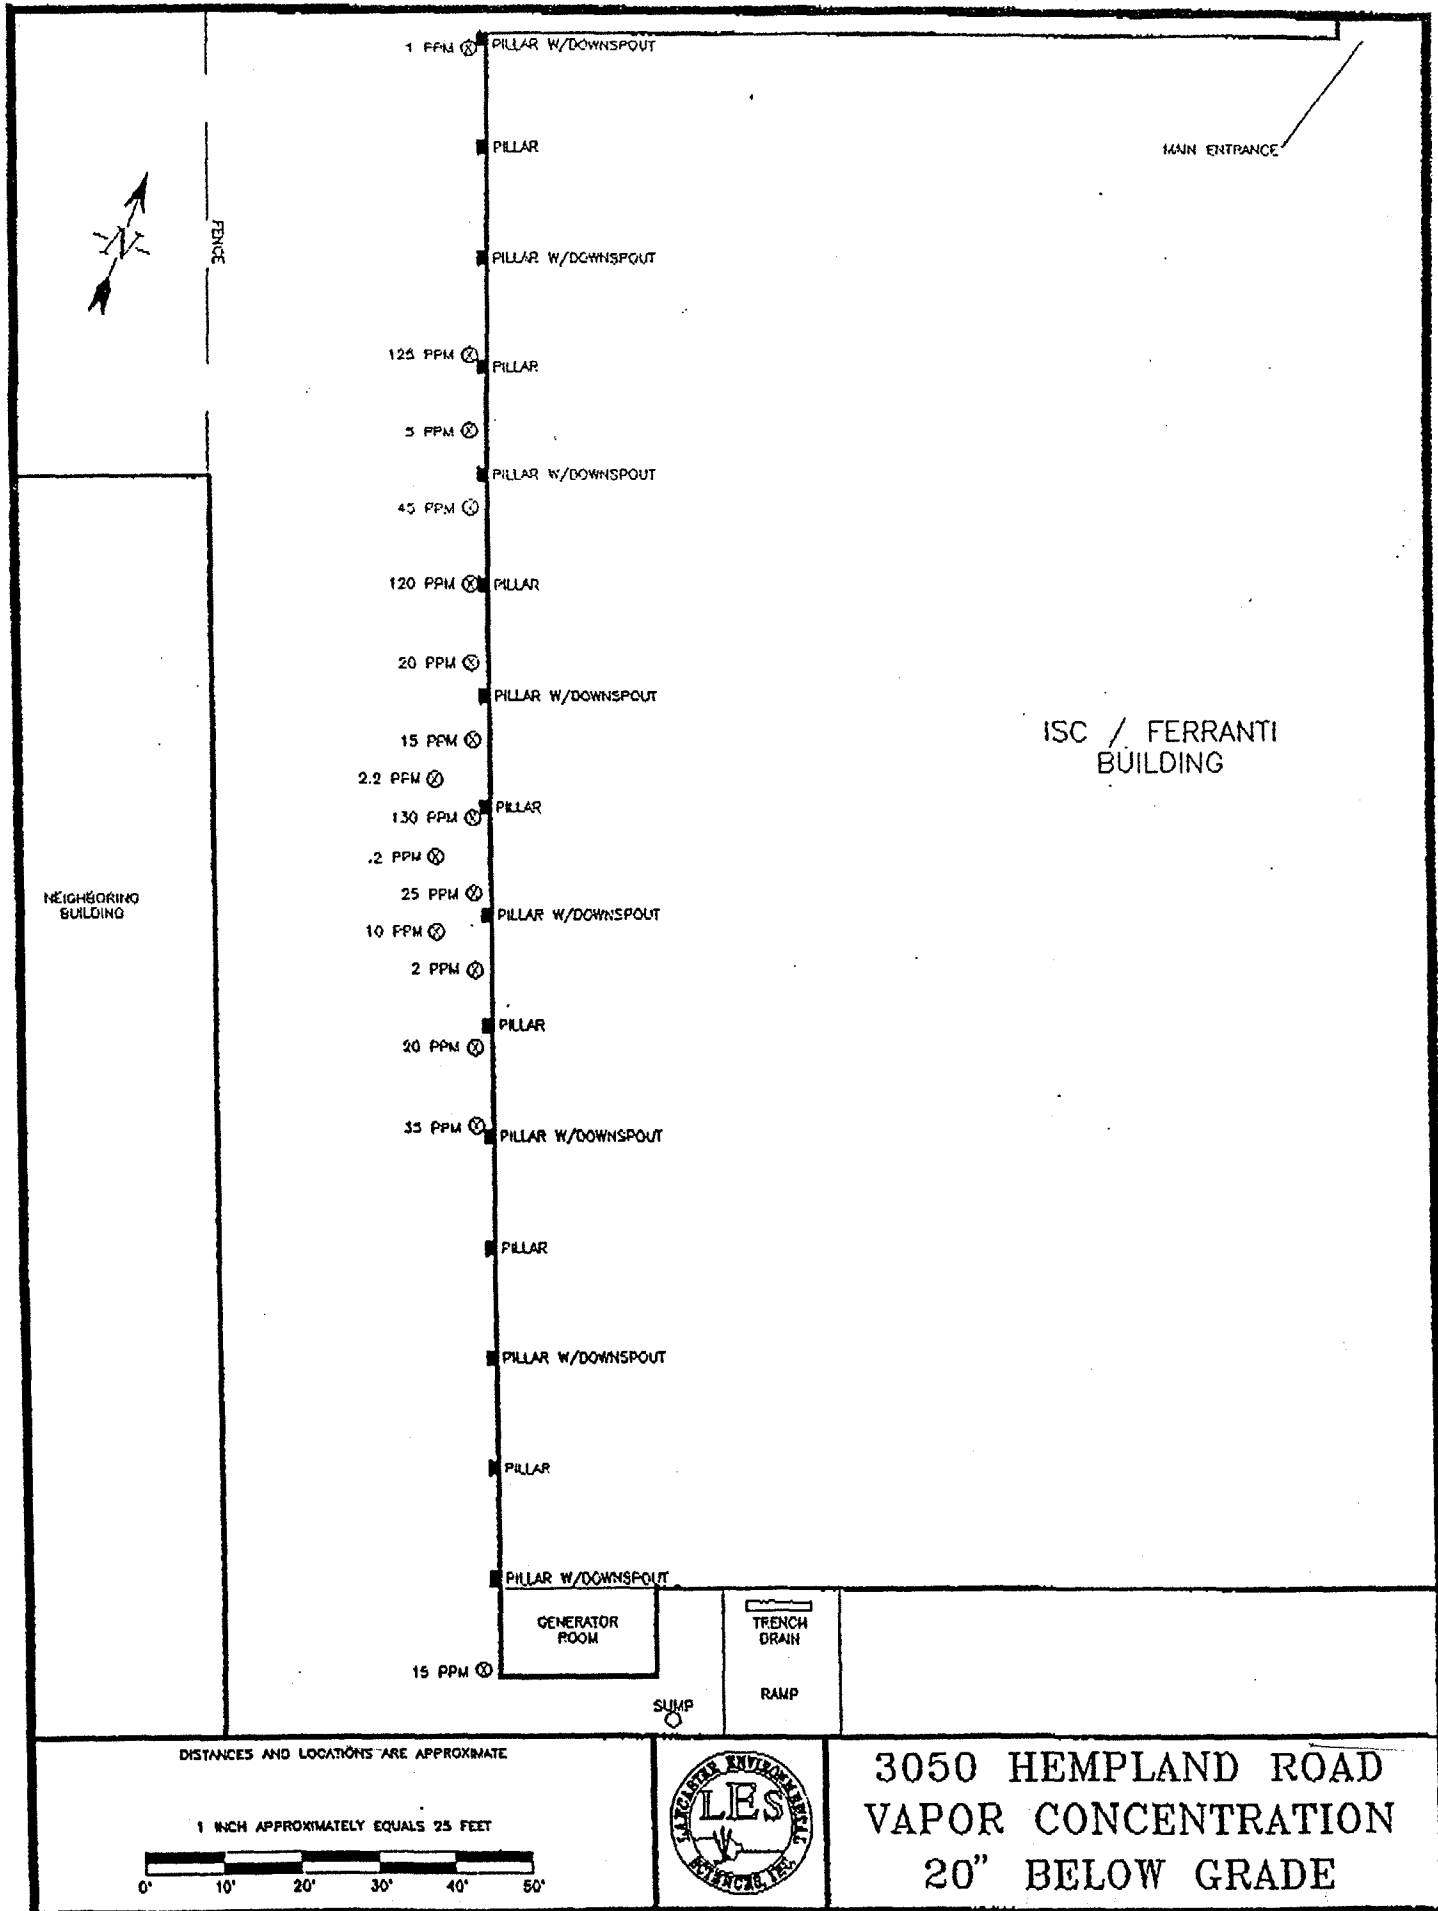 1 PPM
PILLAR W/DOWNSPOUT
MAIN ENTRANCE
PILLAR
N
FENCE
PILLAR W/DOWNSPOUT
125 PPM
PILLAR
5 PPM
PILLAR W/DOWNSPOUT
45 PPM
120 PPM
PILLAR
20 PPM
PILLAR W/DOWNSPOUT
15 PPM
ISC / FERRANTI
BUILDING
2.2 PPM
130 PPM
PILLAR
.2 PPM
25 PPM
NEIGHBORING
BUILDING
PILLAR W/DOWNSPOUT
10 PPM
2 PPM
PILLAR
20 PPM
35 PPM
PILLAR W/DOWNSPOUT
PILLAR
PILLAR W/DOWNSPOUT
PILLAR
PILLAR W/DOWNSPOUT
GENERATOR
ROOM
TRENCH
DRAIN
15 PPM
RAMP
SUMP
DISTANCES AND LOCATIONS ARE APPROXIMATE
1 INCH APPROXIMATELY EQUALS 25 FEET
0' 10' 20' 30' 40' 50'
LANCASTER ENVIRONMENTAL
LES
SCIENCES, INC.
3050 HEMPLAND ROAD
VAPOR CONCENTRATION
20" BELOW GRADE